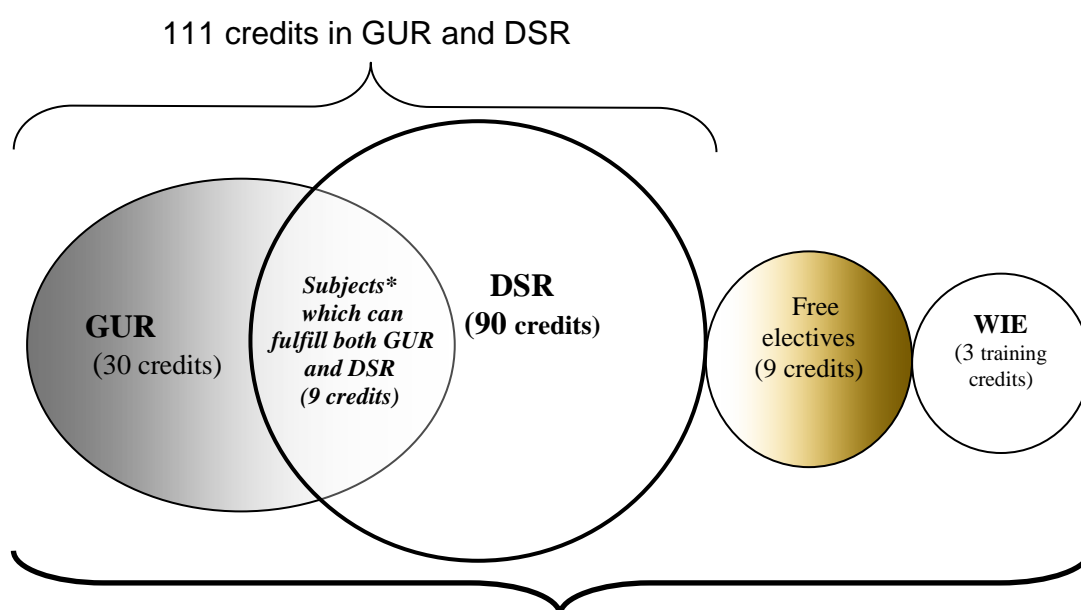 111 credits in GUR and DSR
GUR
(30 credits)
Subjects*
which can
fulfill both GUR
and DSR
(9 credits)
DSR
(90 credits)
Free
electives
(9 credits)
WIE
(3 training
credits)